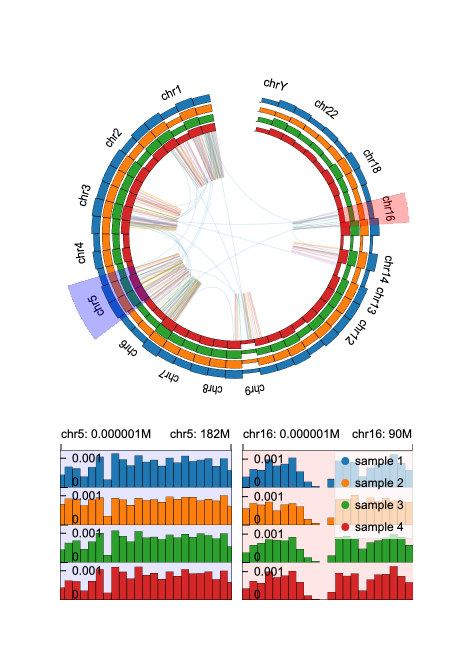 chr1
chrY
chr22
chr2
chr18
chr3
chr16
chr4
chr14
chr5
chr13
chr6
chr12
chr7
chr8
chr9
chr5: 0.000001M chr5: 182M chr16: 0.000001M chr16: 90M
0.001 0.001 sample 1
0 0 sample 2
0.001 0.001
0 0 sample 3
0.001 0.001
0 0 sample 4
0.001 0.001
0 0